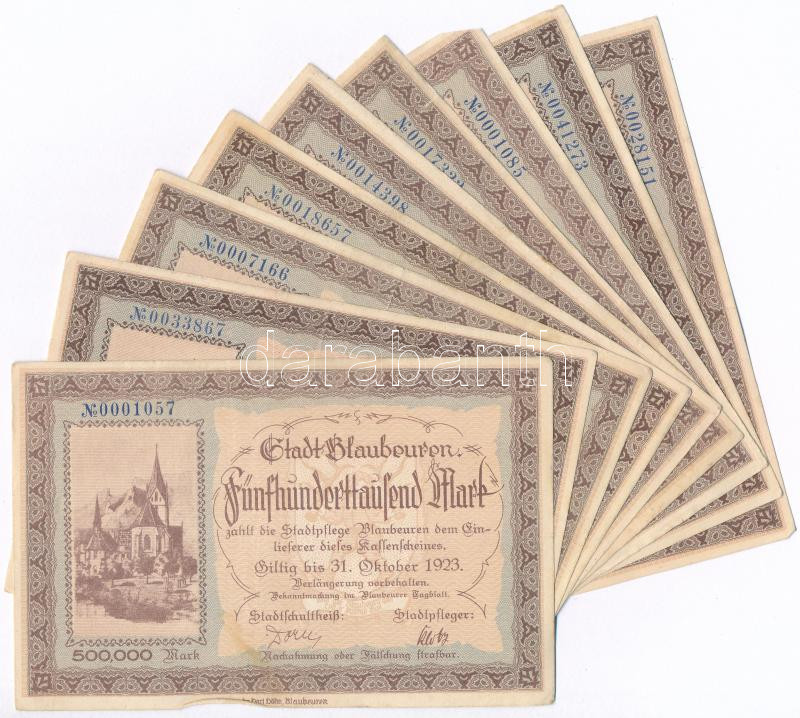 №0028151
№0041273
№0001085
№0017322
№0014398
№0018657
№0007166
№0033867
№0001057
darabanth
Stadt Blaubeuren.
Fünfhunderttausend Mark
zahlt die Stadtpflege Blaubeuren dem Ein-
lieferer dieses Kassenscheines.
Giltig bis 31. Oktober 1923.
Verlängerung vorbehalten.
Bekanntmachung im Blaubeurer Tagblatt.
Stadtschultheiß: Stadtpfleger:
500,000 Mark
Nachahmung oder Fälschung strafbar.
Blaubeuren